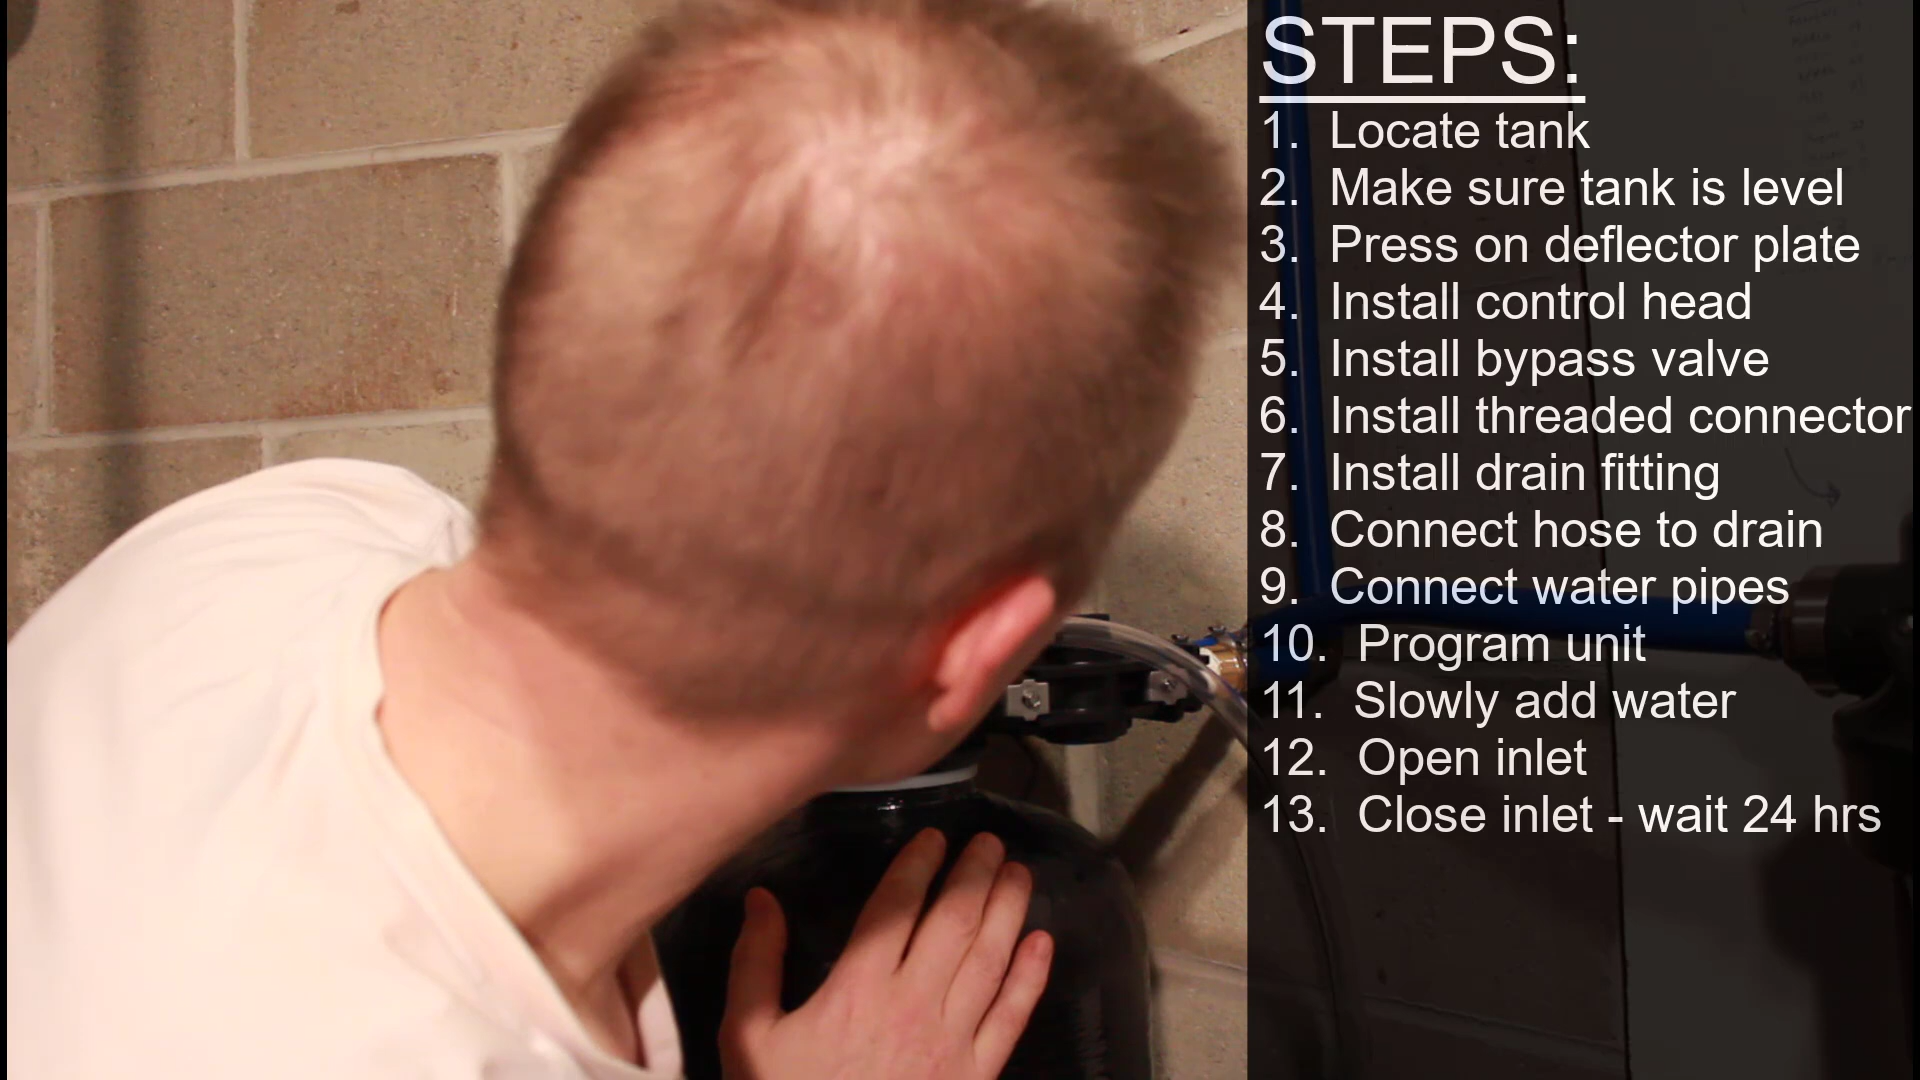 STEPS:
1. Locate tank
2. Make sure tank is level
3. Press on deflector plate
4. Install control head
5. Install bypass valve
6. Install threaded connector
7. Install drain fitting
8. Connect hose to drain
9. Connect water pipes
10. Program unit
11. Slowly add water
12. Open inlet
13. Close inlet - wait 24 hrs